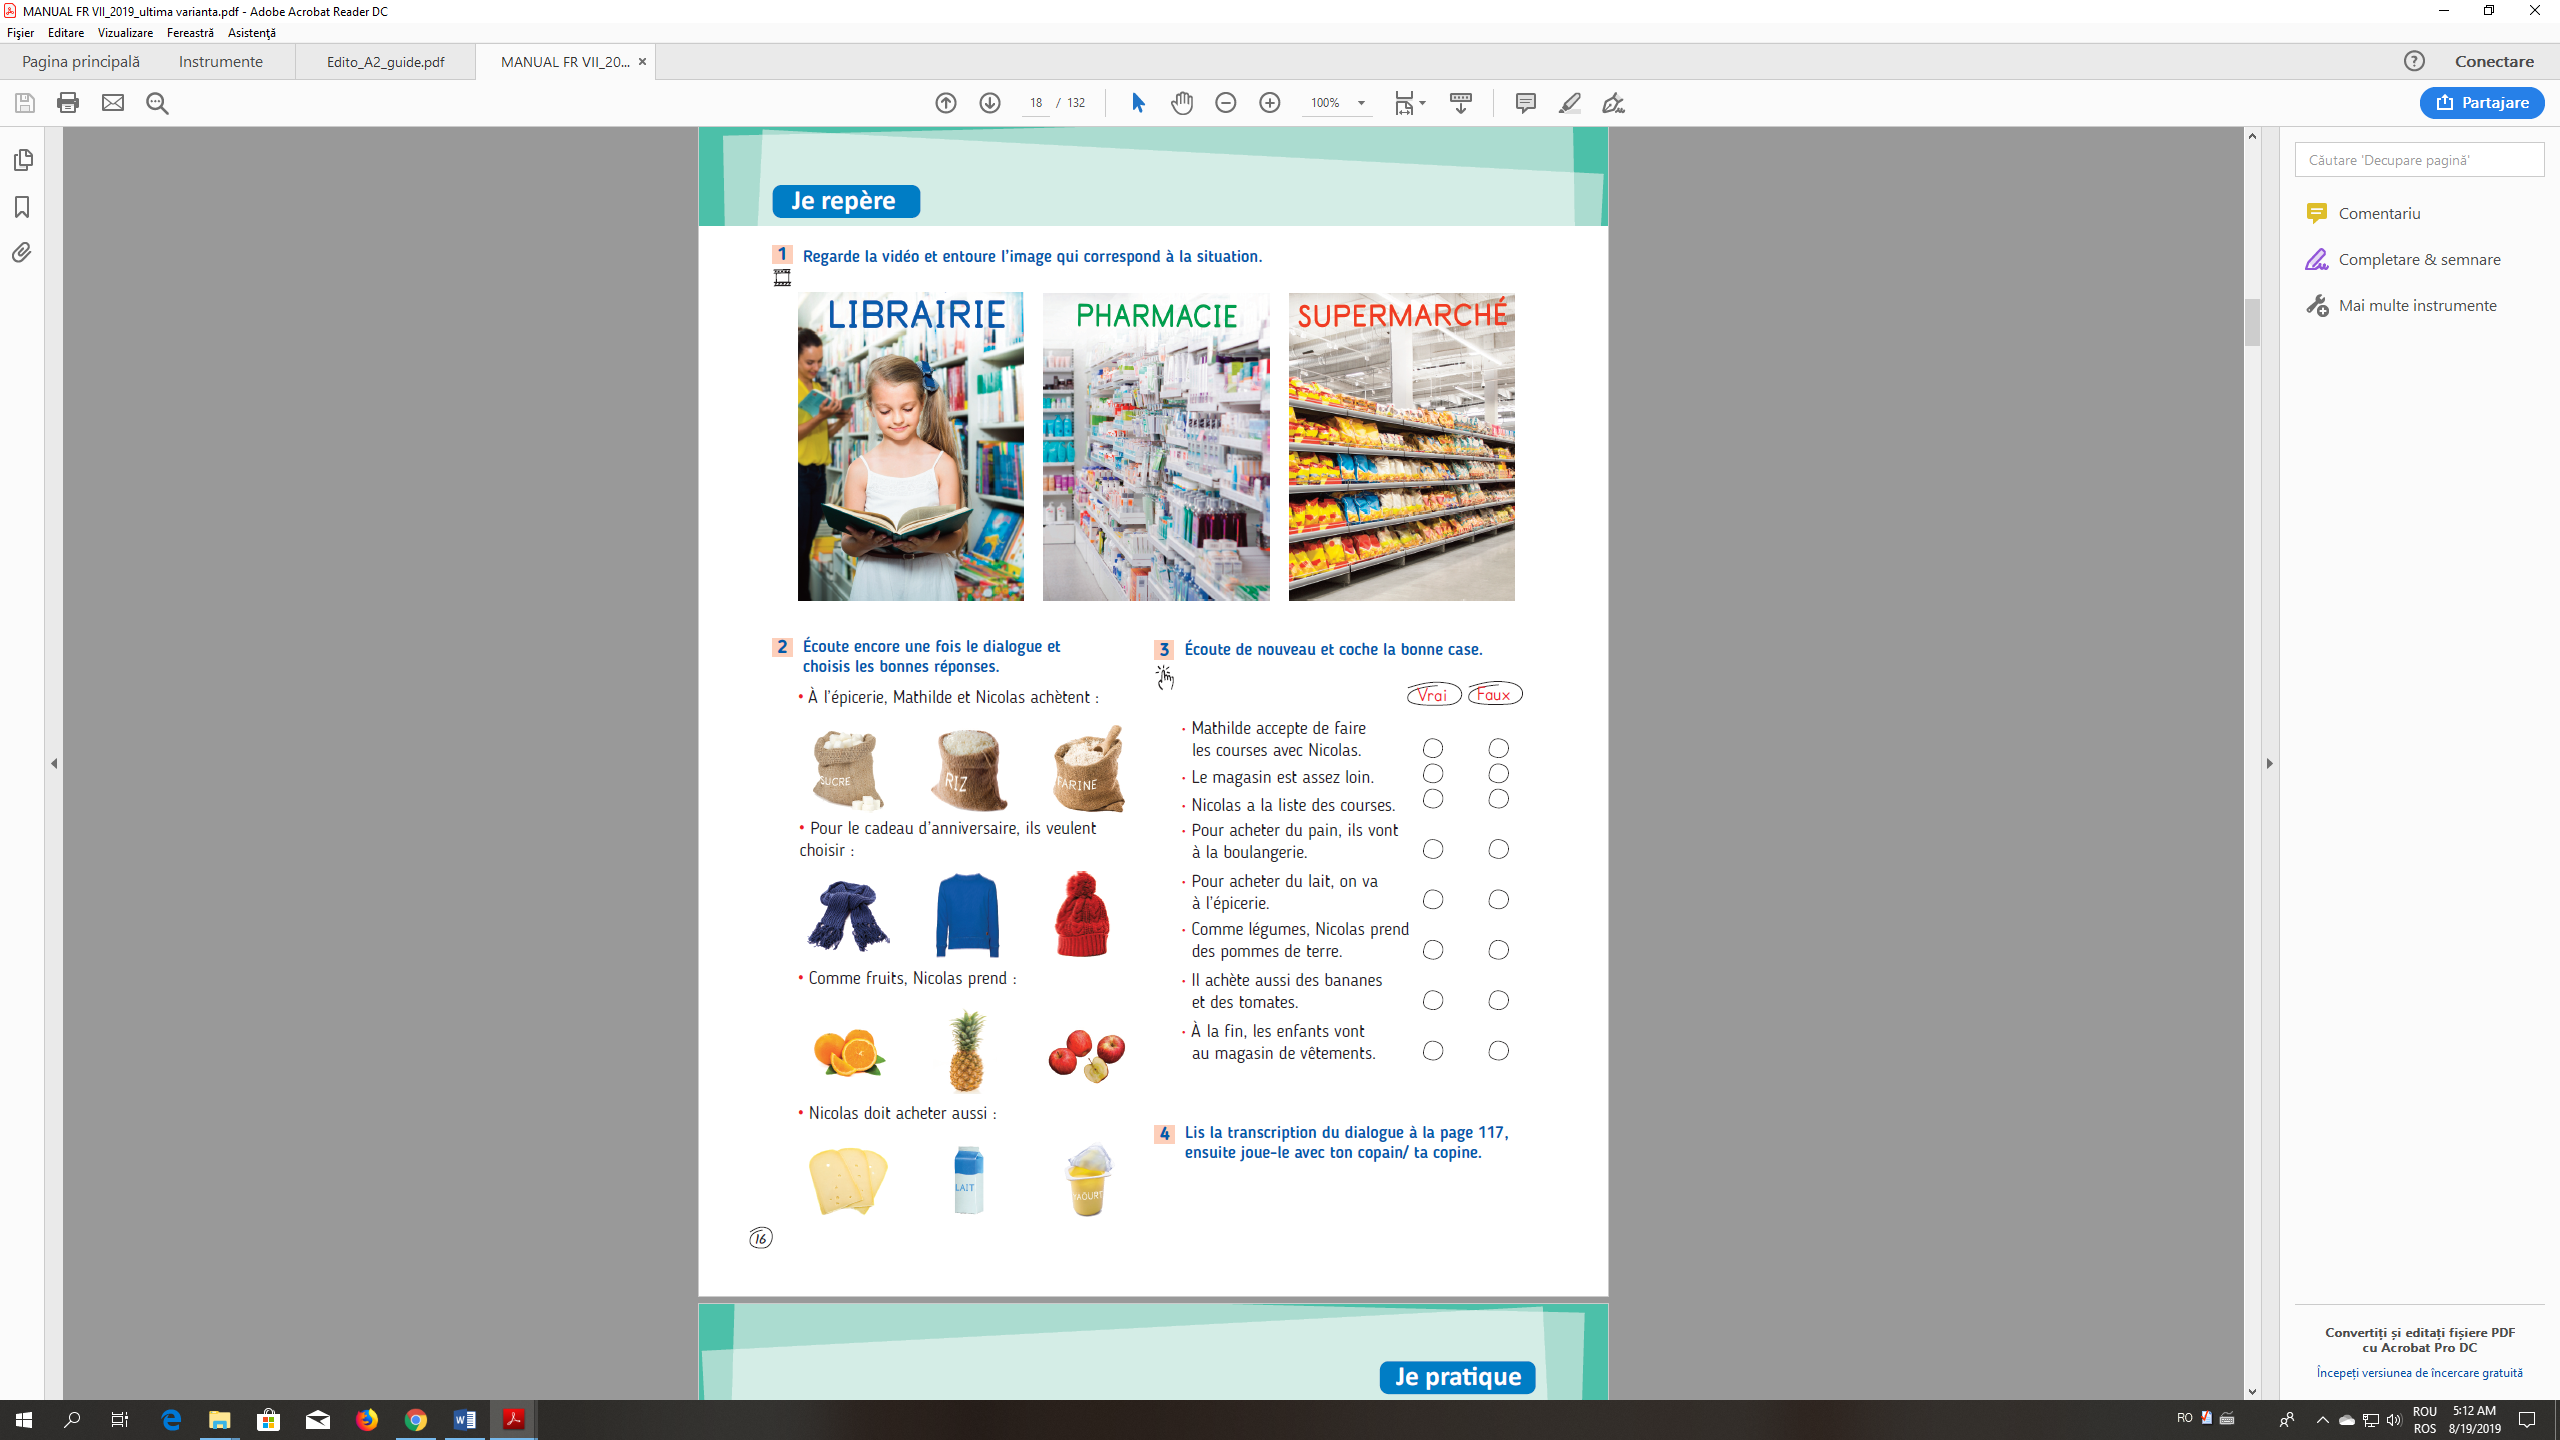 MANUAL FR VII_2019_ultima varianta.pdf - Adobe Acrobat Reader DC
Fişier Editare Vizualizare Fereastră Asistenţă
Pagina principală Instrumente Edito_A2_guide.pdf MANUAL FR VII_20... Conectare
18 / 132 100% Partajare
Je repère
1 Regarde la vidéo et entoure l'image qui correspond à la situation.
LIBRAIRIE
PHARMACIE
SUPERMARCHÉ
2 Écoute encore une fois le dialogue et
choisis les bonnes réponses.
• À l'épicerie, Mathilde et Nicolas achètent :
SUCRE
RIZ
FARINE
• Pour le cadeau d'anniversaire, ils veulent
choisir :
• Comme fruits, Nicolas prend :
• Nicolas doit acheter aussi :
LAIT
YAOURT
16
3 Écoute de nouveau et coche la bonne case.
Vrai Faux
• Mathilde accepte de faire
les courses avec Nicolas.
• Le magasin est assez loin.
• Nicolas a la liste des courses.
• Pour acheter du pain, ils vont
à la boulangerie.
• Pour acheter du lait, on va
à l'épicerie.
• Comme légumes, Nicolas prend
des pommes de terre.
• Il achète aussi des bananes
et des tomates.
• À la fin, les enfants vont
au magasin de vêtements.
4 Lis la transcription du dialogue à la page 117,
ensuite joue-le avec ton copain/ ta copine.
Je pratique
Căutare 'Decupare pagină'
Comentariu
Completare & semnare
Mai multe instrumente
Convertiți și editați fișiere PDF
cu Acrobat Pro DC
Începeți versiunea de încercare gratuită
RO
ROU
ROS
5:12 AM
8/19/2019